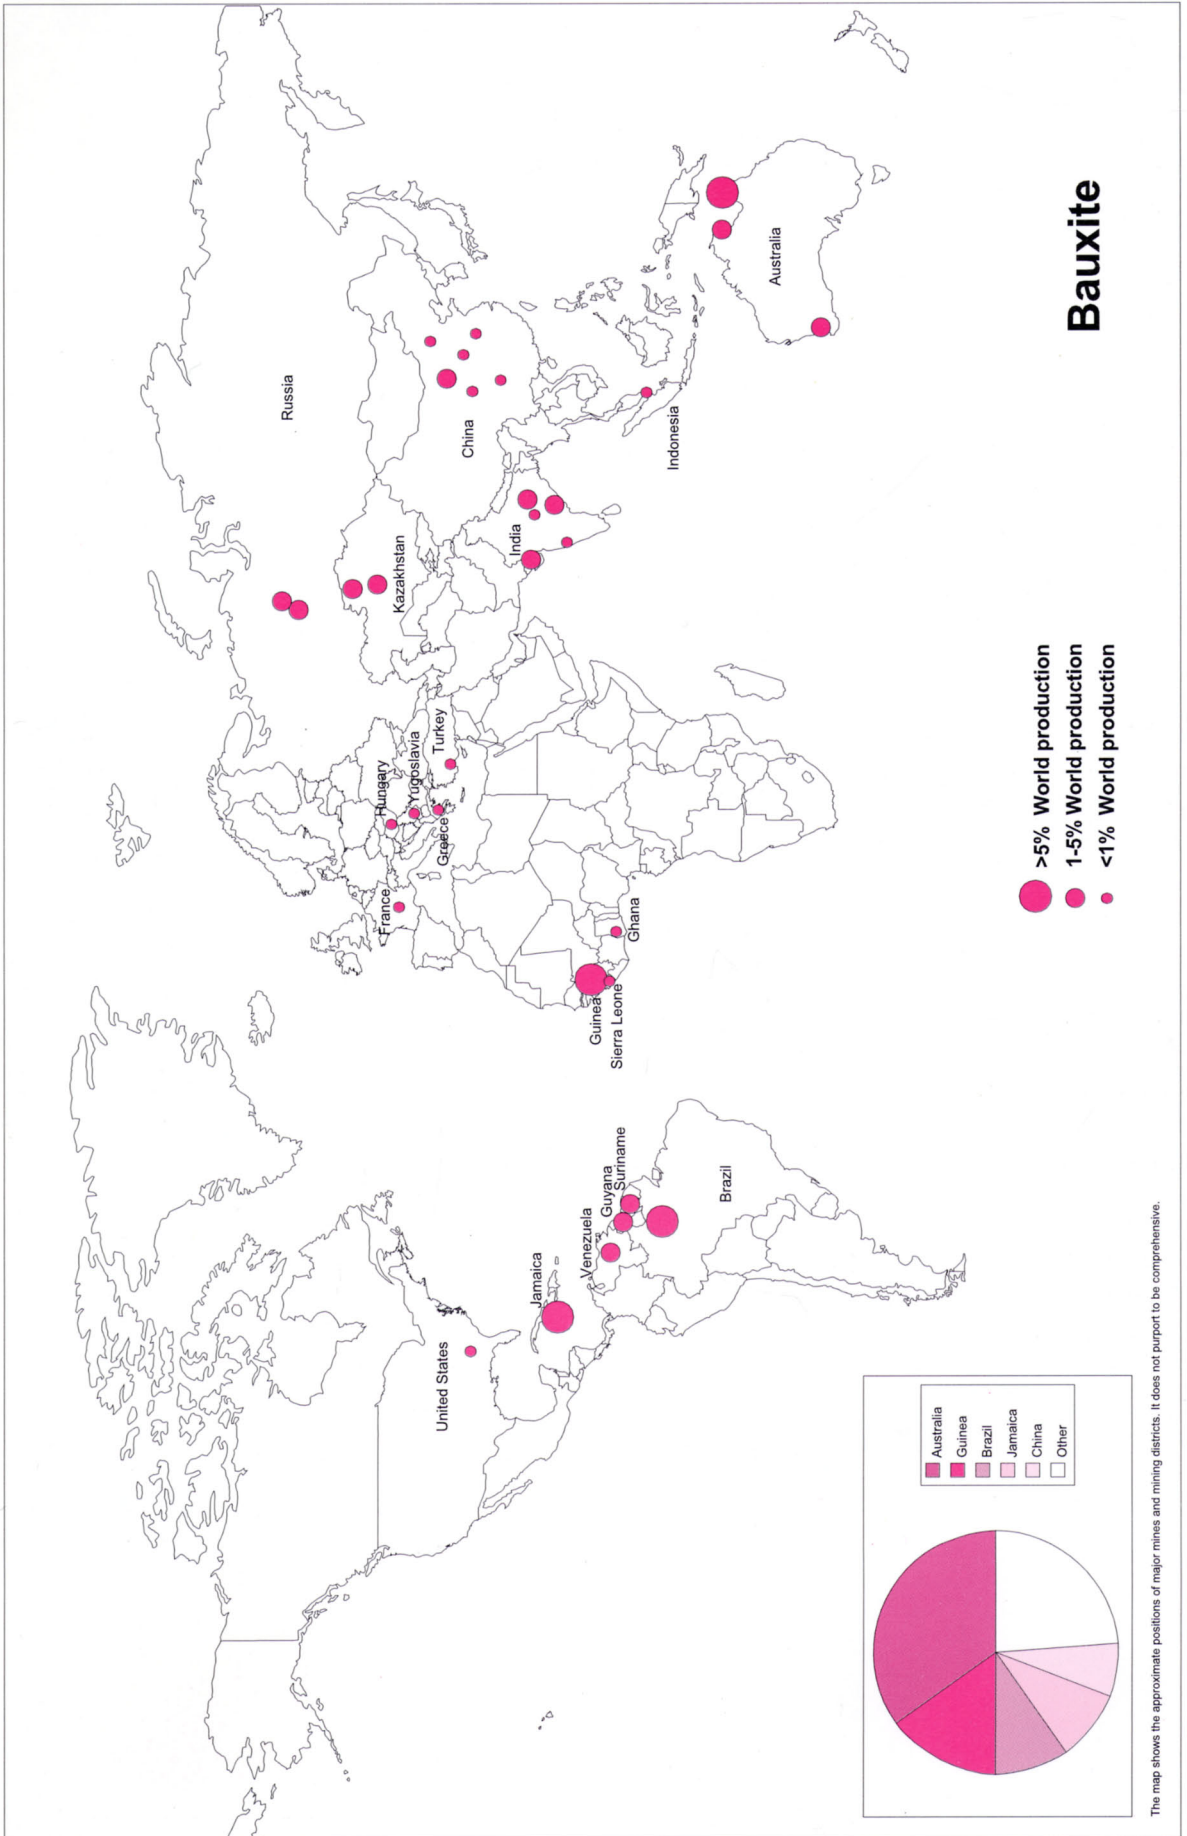 Bauxite
Russia
Kazakhstan
China
India
Indonesia
Australia
Hungary
Yugoslavia
Turkey
Greece
France
Ghana
Guinea
Sierra Leone
United States
Jamaica
Venezuela
Guyana
Suriname
Brazil
>5% World production
1-5% World production
<1% World production
Australia
Guinea
Brazil
Jamaica
China
Other
The map shows the approximate positions of major mines and mining districts. It does not purport to be comprehensive.